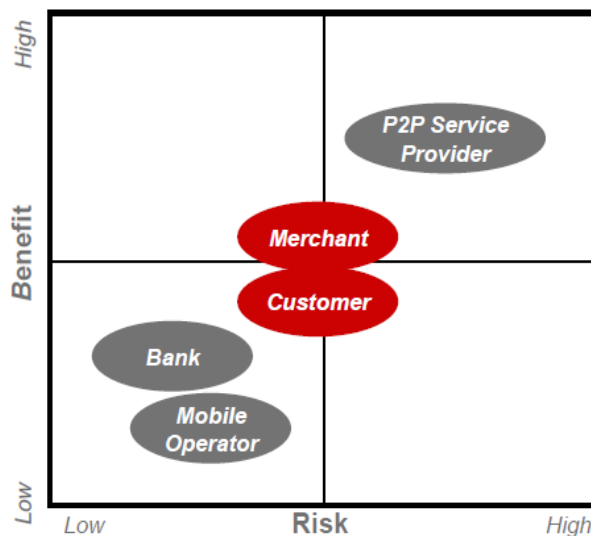 High
P2P Service
Provider
Merchant
Benefit
Customer
Bank
Mobile
Operator
Low
Low
Risk
High